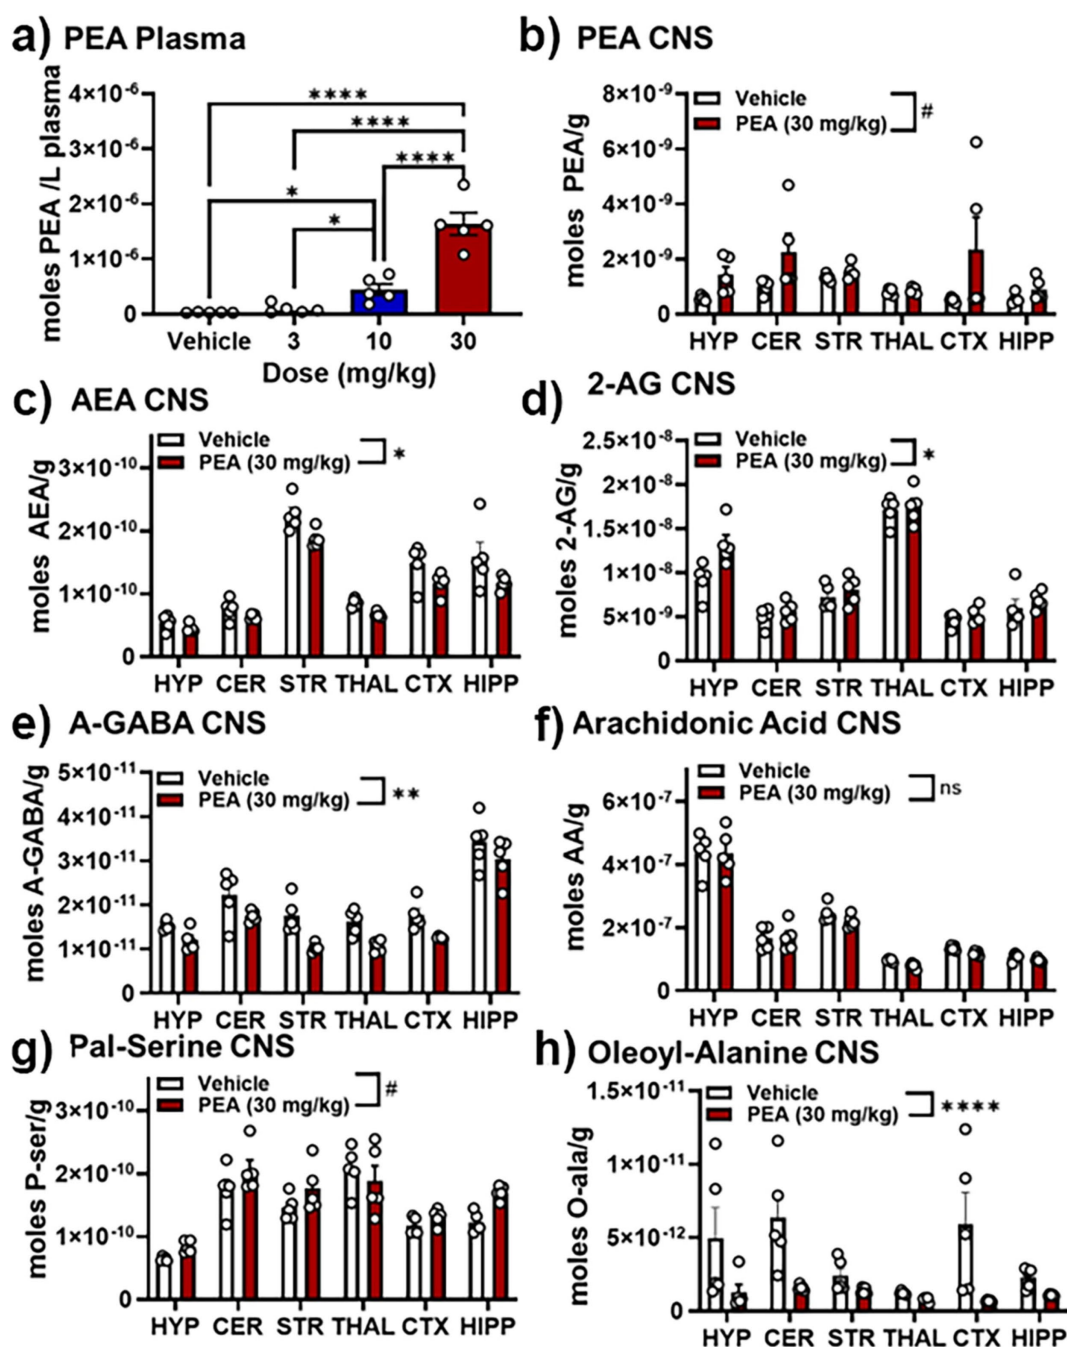 a) PEA Plasma
moles PEA /L plasma
4×10⁻⁶
3×10⁻⁶
2×10⁻⁶
1×10⁻⁶
0
****
****
****
*
*
Vehicle 3 10 30
Dose (mg/kg)
b) PEA CNS
moles PEA/g
8×10⁻⁹
6×10⁻⁹
4×10⁻⁹
2×10⁻⁹
0
Vehicle
PEA (30 mg/kg)
#
HYP CER STR THAL CTX HIPP
c) AEA CNS
moles AEA/g
3×10⁻¹⁰
2×10⁻¹⁰
1×10⁻¹⁰
0
Vehicle
PEA (30 mg/kg)
*
HYP CER STR THAL CTX HIPP
d) 2-AG CNS
moles 2-AG/g
2.5×10⁻⁸
2×10⁻⁸
1.5×10⁻⁸
1×10⁻⁸
5×10⁻⁹
0
Vehicle
PEA (30 mg/kg)
*
HYP CER STR THAL CTX HIPP
e) A-GABA CNS
moles A-GABA/g
5×10⁻¹¹
4×10⁻¹¹
3×10⁻¹¹
2×10⁻¹¹
1×10⁻¹¹
0
Vehicle
PEA (30 mg/kg)
**
HYP CER STR THAL CTX HIPP
f) Arachidonic Acid CNS
moles AA/g
6×10⁻⁷
4×10⁻⁷
2×10⁻⁷
0
Vehicle
PEA (30 mg/kg)
ns
HYP CER STR THAL CTX HIPP
g) Pal-Serine CNS
moles P-ser/g
3×10⁻¹⁰
2×10⁻¹⁰
1×10⁻¹⁰
0
Vehicle
PEA (30 mg/kg)
#
HYP CER STR THAL CTX HIPP
h) Oleoyl-Alanine CNS
moles O-ala/g
1.5×10⁻¹¹
1×10⁻¹¹
5×10⁻¹²
0
Vehicle
PEA (30 mg/kg)
****
HYP CER STR THAL CTX HIPP